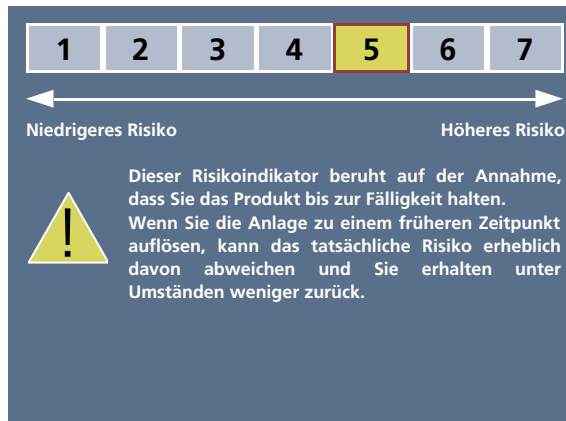 1 2 3 4 5 6 7
Niedrigeres Risiko Höheres Risiko
Dieser Risikoindikator beruht auf der Annahme,
dass Sie das Produkt bis zur Fälligkeit halten.
Wenn Sie die Anlage zu einem früheren Zeitpunkt
auflösen, kann das tatsächliche Risiko erheblich
davon abweichen und Sie erhalten unter
Umständen weniger zurück.
!